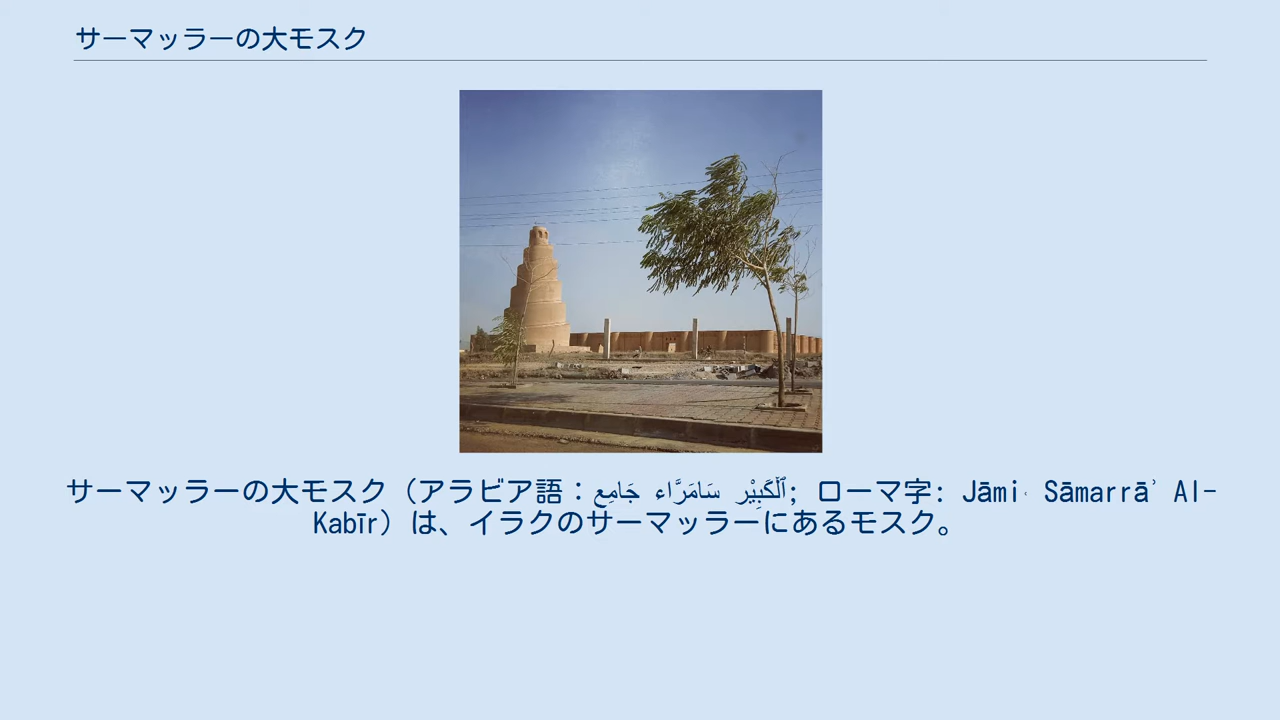 サーマッラーの大モスク
サーマッラーの大モスク（アラビア語：جَامِع سَامَرَّاء ٱلْكَبِيْر; ローマ字: Jāmiʿ Sāmarrāʾ Al-
Kabīr）は、イラクのサーマッラーにあるモスク。